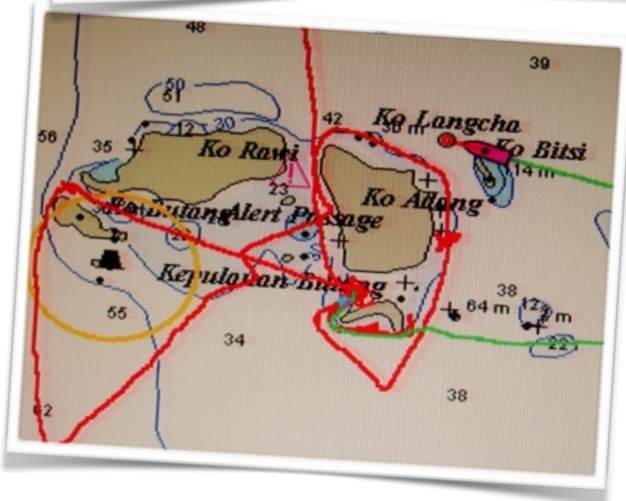 48
39
50
51
56
42
Ko Langcha
30
12
36 m
35
Ko Rawi
Ko Bitsi
14 m
23
Ko Adang
Alert Passage
Kepulauan Butang
38
64 m
12
55
22
34
38
62